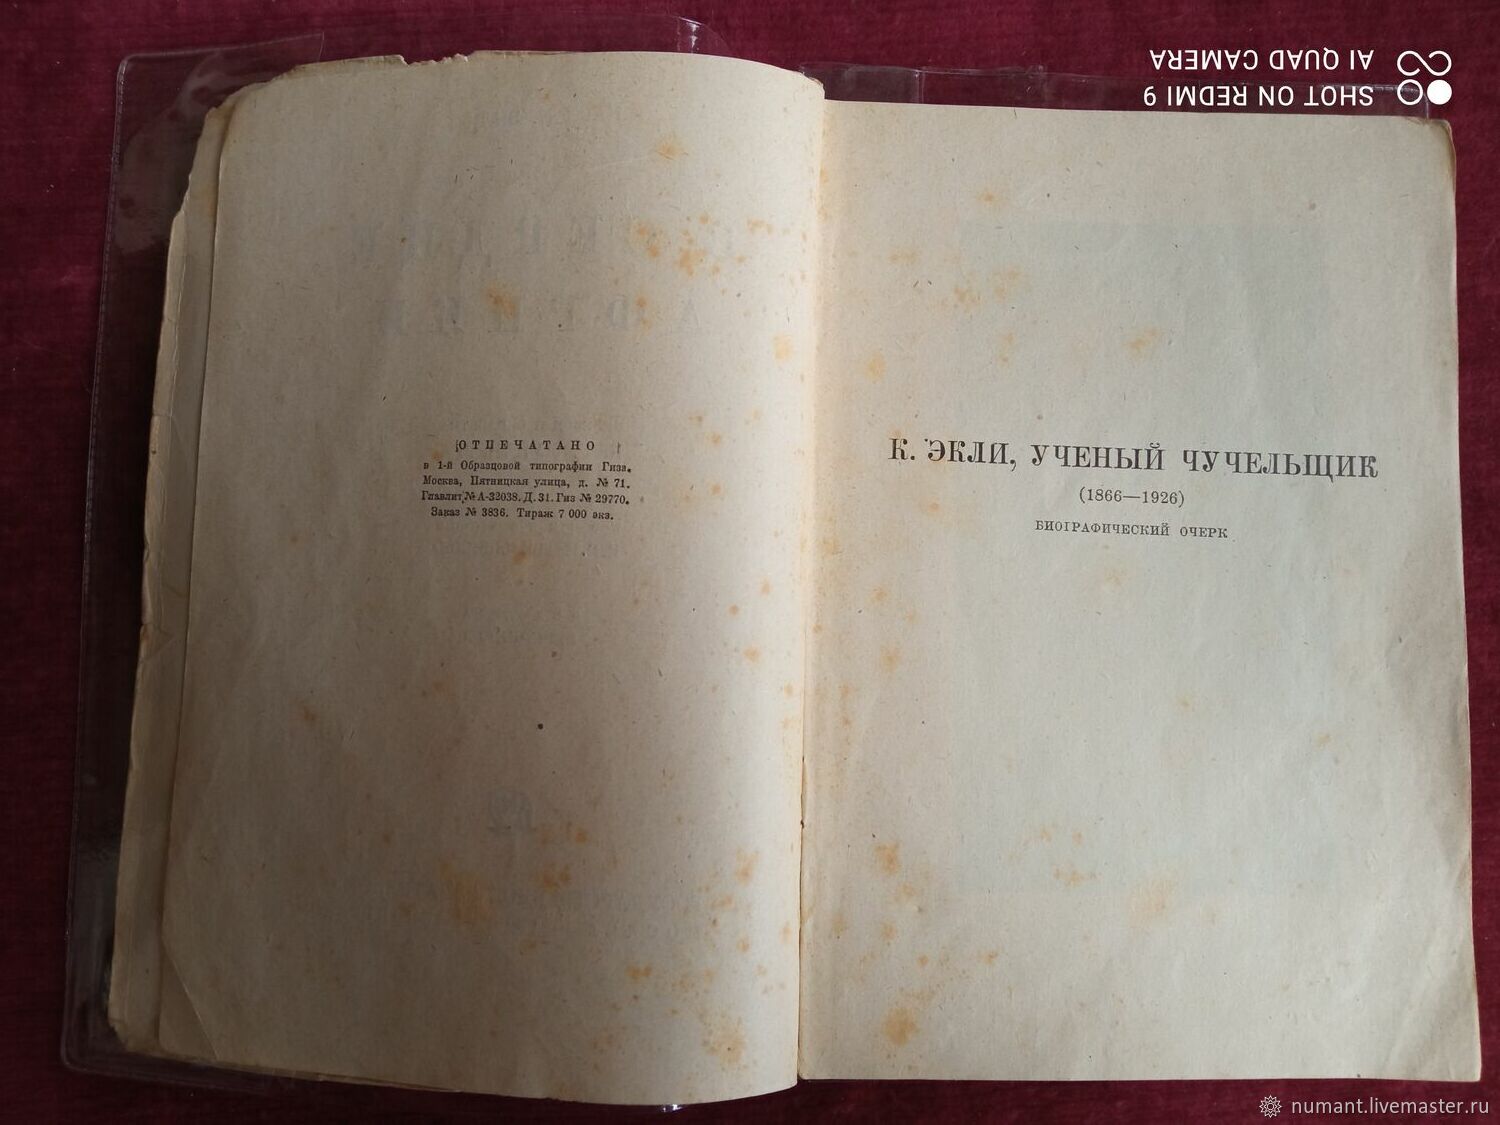 ОТПЕЧАТАНО
в 1-й Образцовой типографии Гиза.
Москва, Пятницкая улица, д. № 71.
Главлит № А-32038. Д. 31. Гиз № 29770.
Заказ № 3836. Тираж 7 000 экз.
К. ЭКЛИ, УЧЕНЫЙ ЧУЧЕЛЬЩИК
(1866—1926)
БИОГРАФИЧЕСКИЙ ОЧЕРК
SHOT ON REDMI 9
AI QUAD CAMERA
numant.livemaster.ru